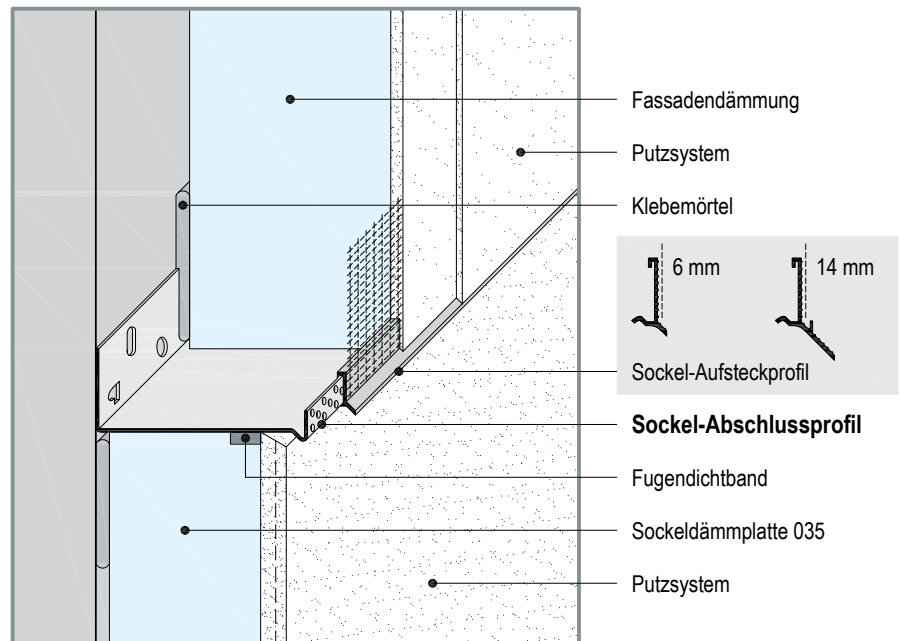 Fassadendämmung
Putzsystem
Klebemörtel
6 mm
14 mm
Sockel-Aufsteckprofil
Sockel-Abschlussprofil
Fugendichtband
Sockeldämmplatte 035
Putzsystem